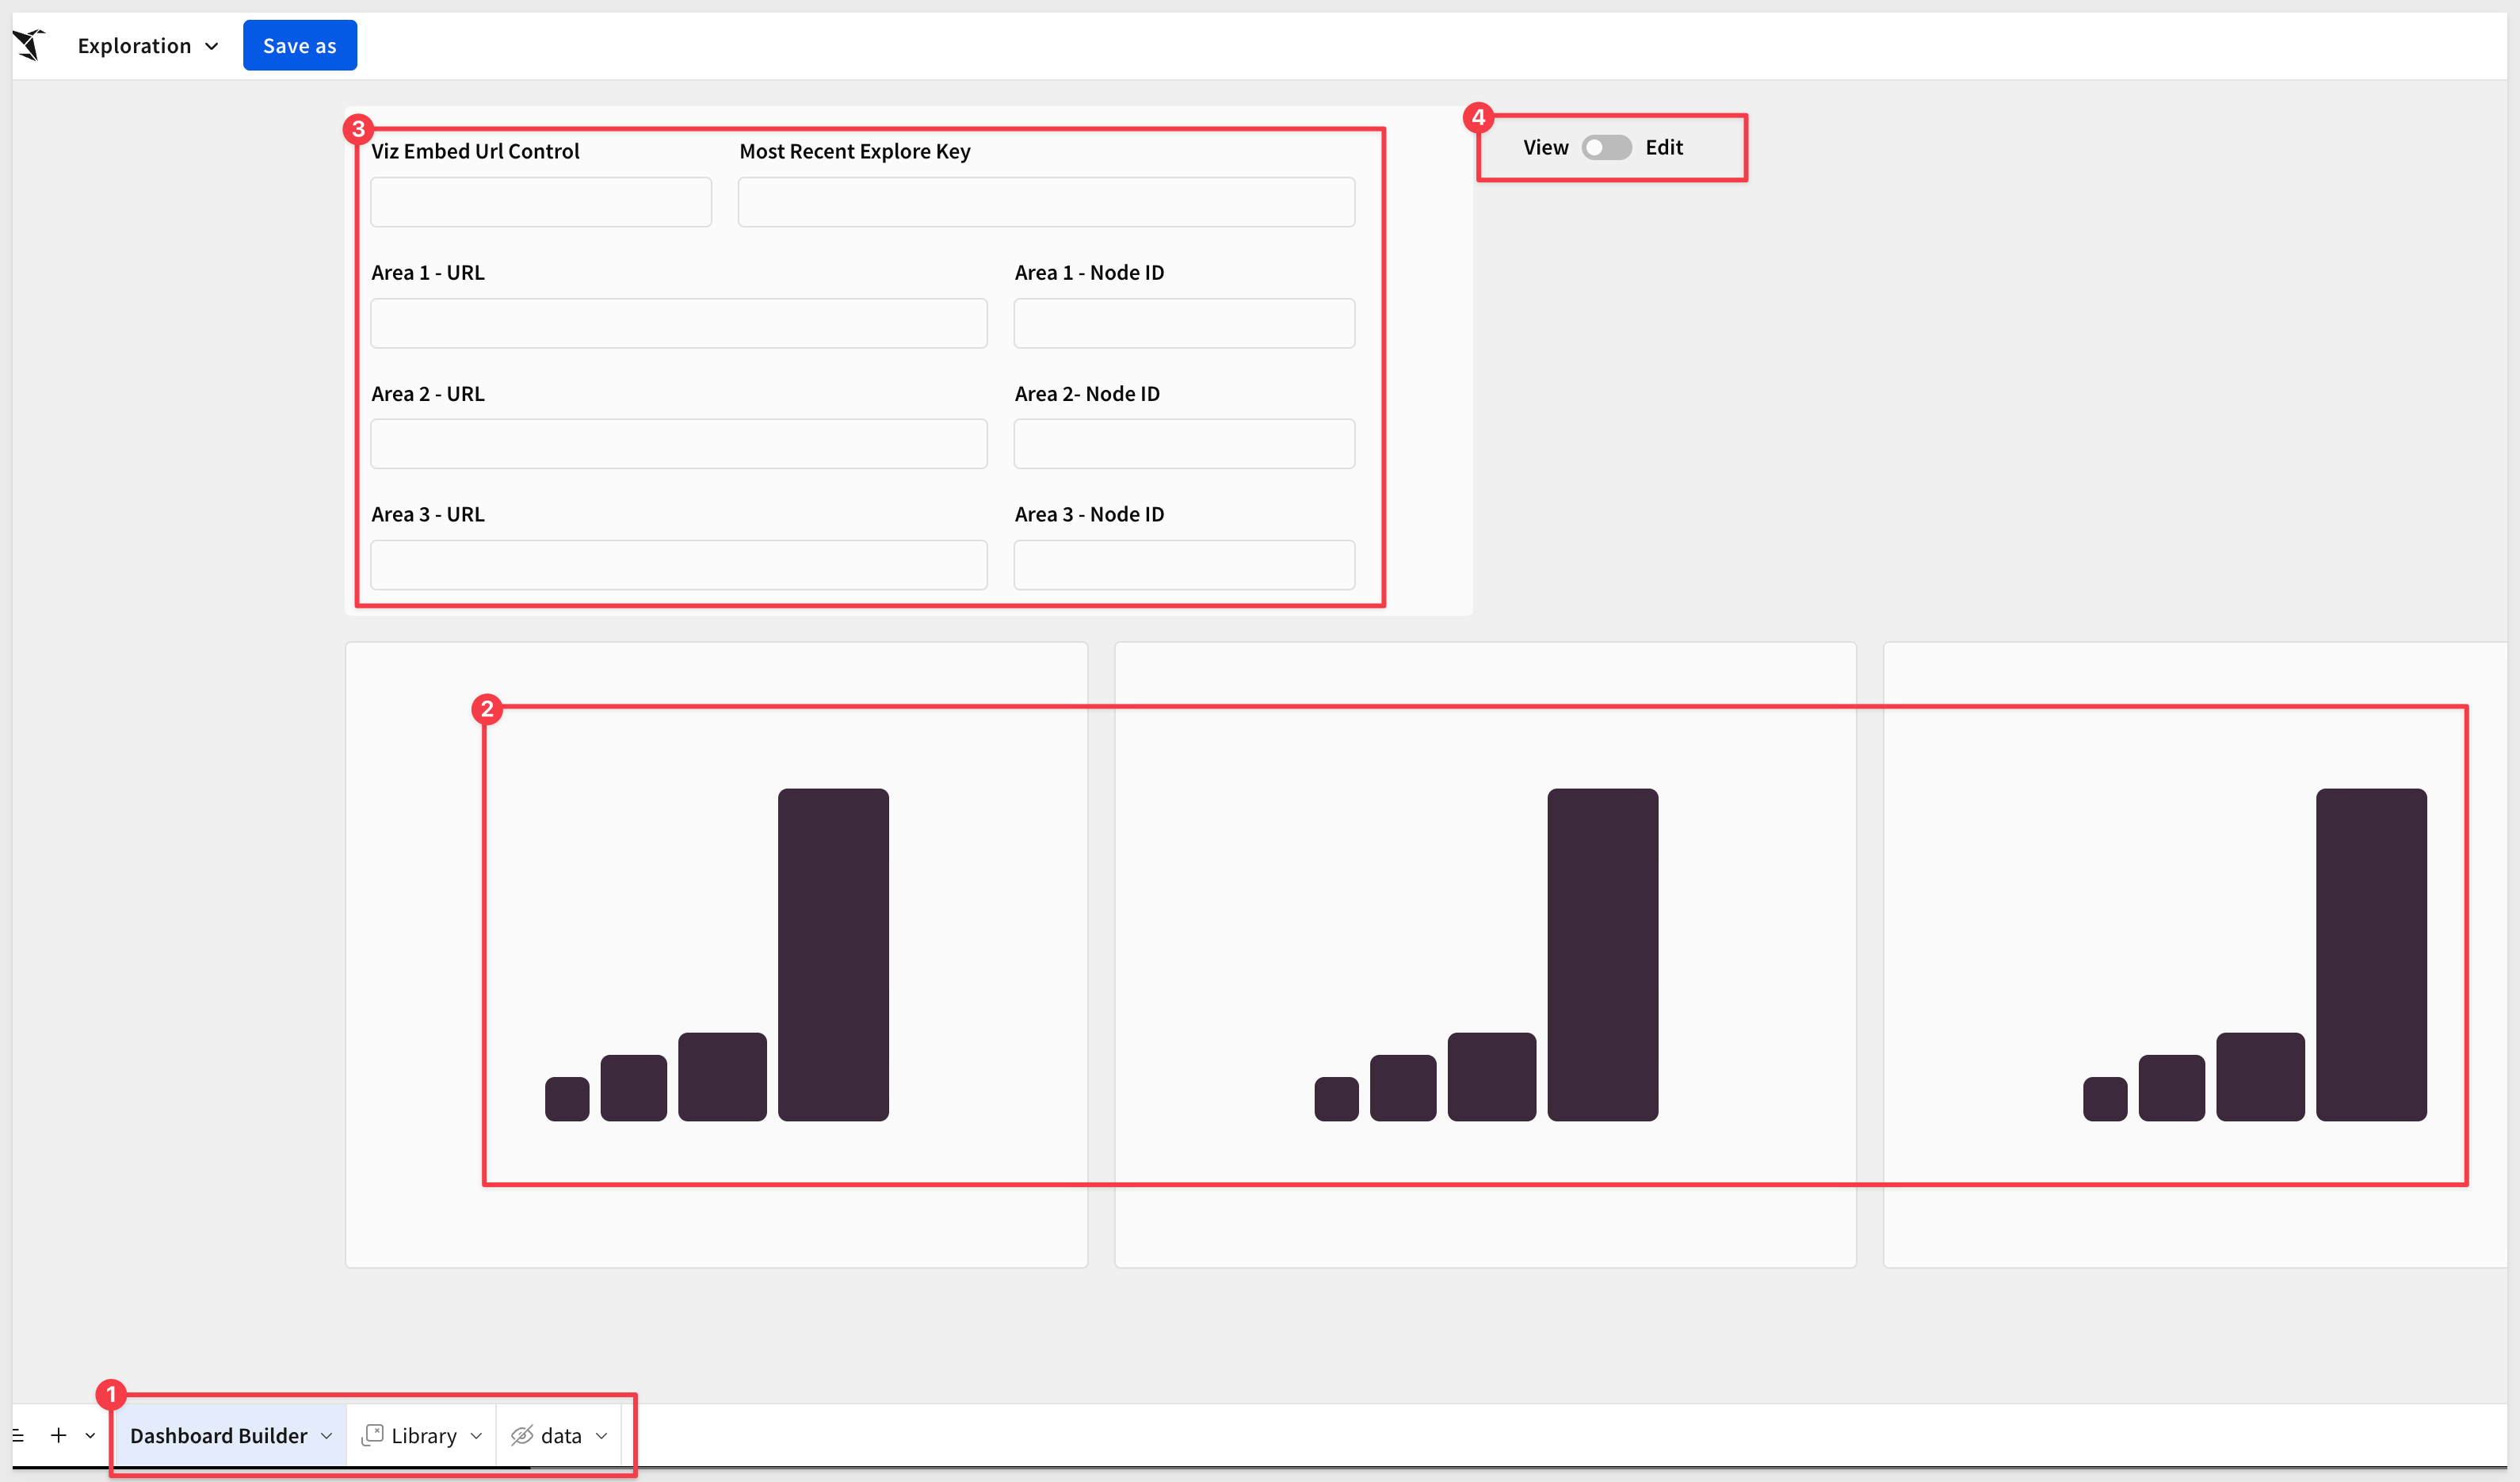 Exploration
Save as
3
4
Viz Embed Url Control
Most Recent Explore Key
View
Edit
Area 1 - URL
Area 1 - Node ID
Area 2 - URL
Area 2- Node ID
Area 3 - URL
Area 3 - Node ID
2
1
Dashboard Builder
Library
data